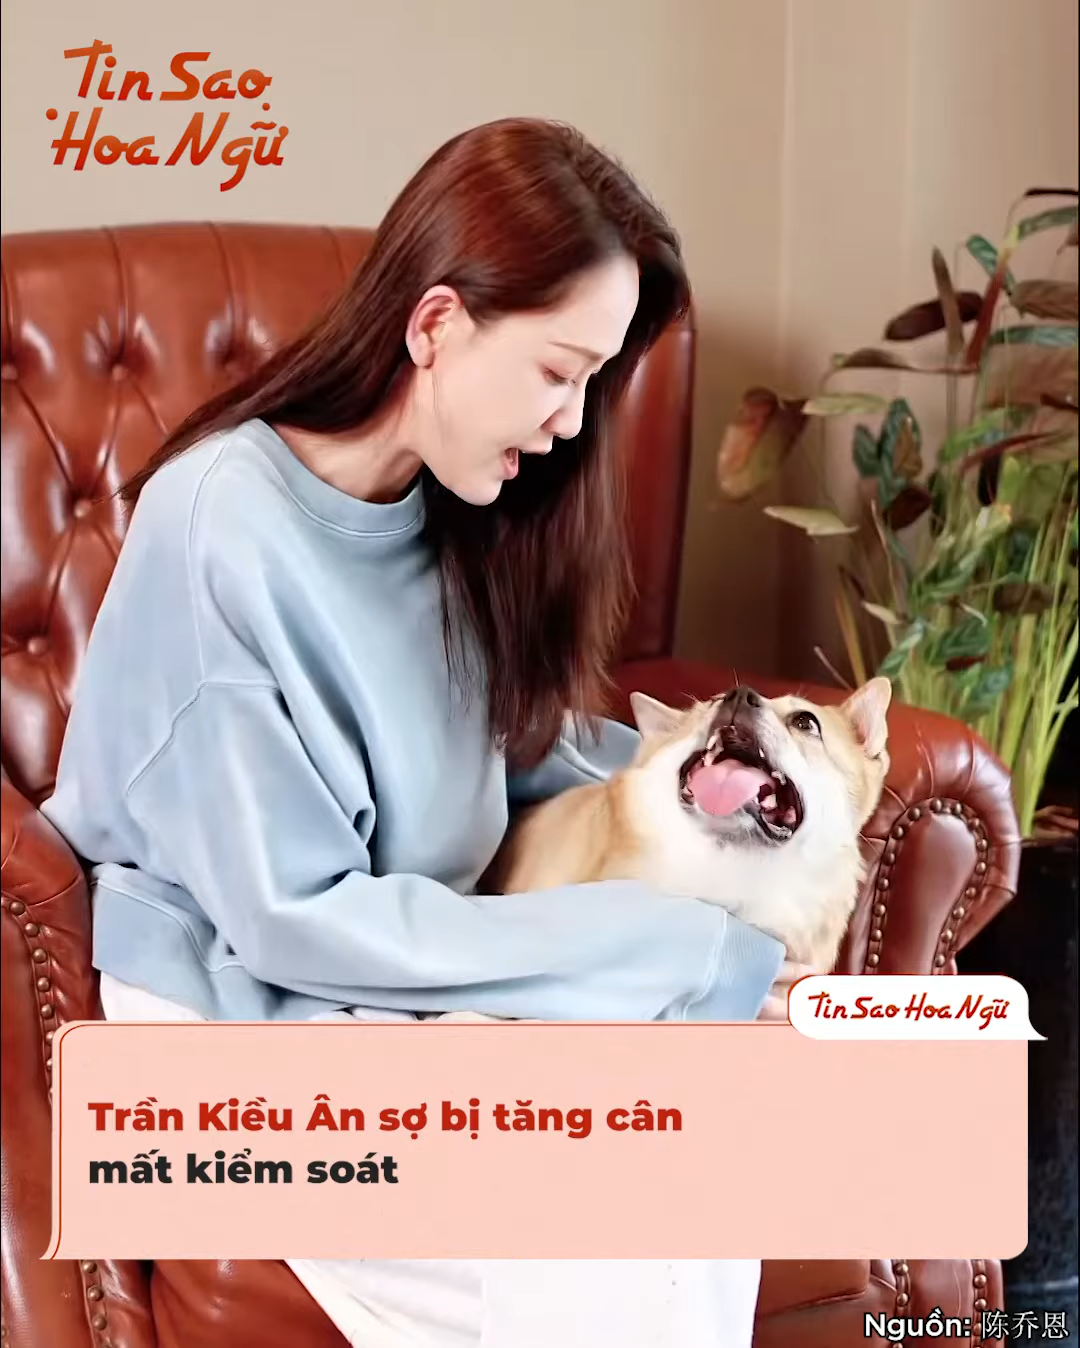 Tin Sao
Hoa Ngữ
Tin Sao Hoa Ngữ
Trần Kiều Ân sợ bị tăng cân
mất kiểm soát
Nguồn: 陈乔恩